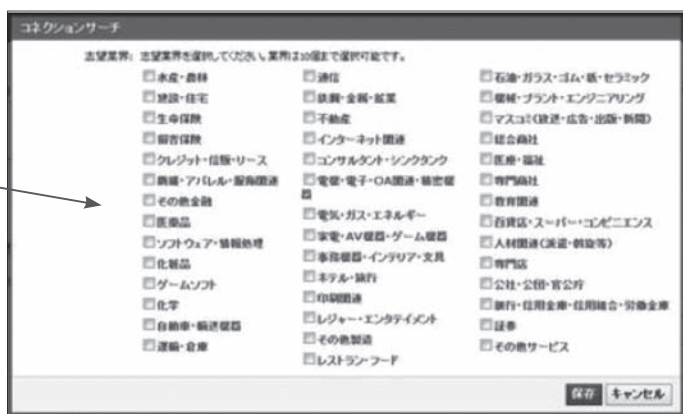 コネクションサーチ
志望業界: 志望業界を選択してください。業界は10個まで選択可能です。
水産・農林
建設・住宅
生命保険
損害保険
クレジット・信販・リース
繊維・アパレル・服飾関連
その他金融
医薬品
ソフトウェア・情報処理
化粧品
ゲームソフト
化学
自動車・輸送機器
運輸・倉庫
通信
鉄鋼・金属・鉱業
不動産
インターネット関連
コンサルタント・シンクタンク
電機・電子・OA関連・精密機
器
電気・ガス・エネルギー
家電・AV機器・ゲーム機器
事務機器・インテリア・文具
ホテル・旅行
印刷関連
レジャー・エンタテイメント
その他製造
レストラン・フード
石油・ガラス・ゴム・紙・セラミック
機械・プラント・エンジニアリング
マスコミ(放送・広告・出版・新聞)
総合商社
医療・福祉
専門商社
教育関連
百貨店・スーパー・コンビニエンス
人材関連(派遣・斡旋等)
専門店
公社・公団・官公庁
銀行・信用金庫・信用組合・労働金庫
証券
その他サービス
保存 キャンセル